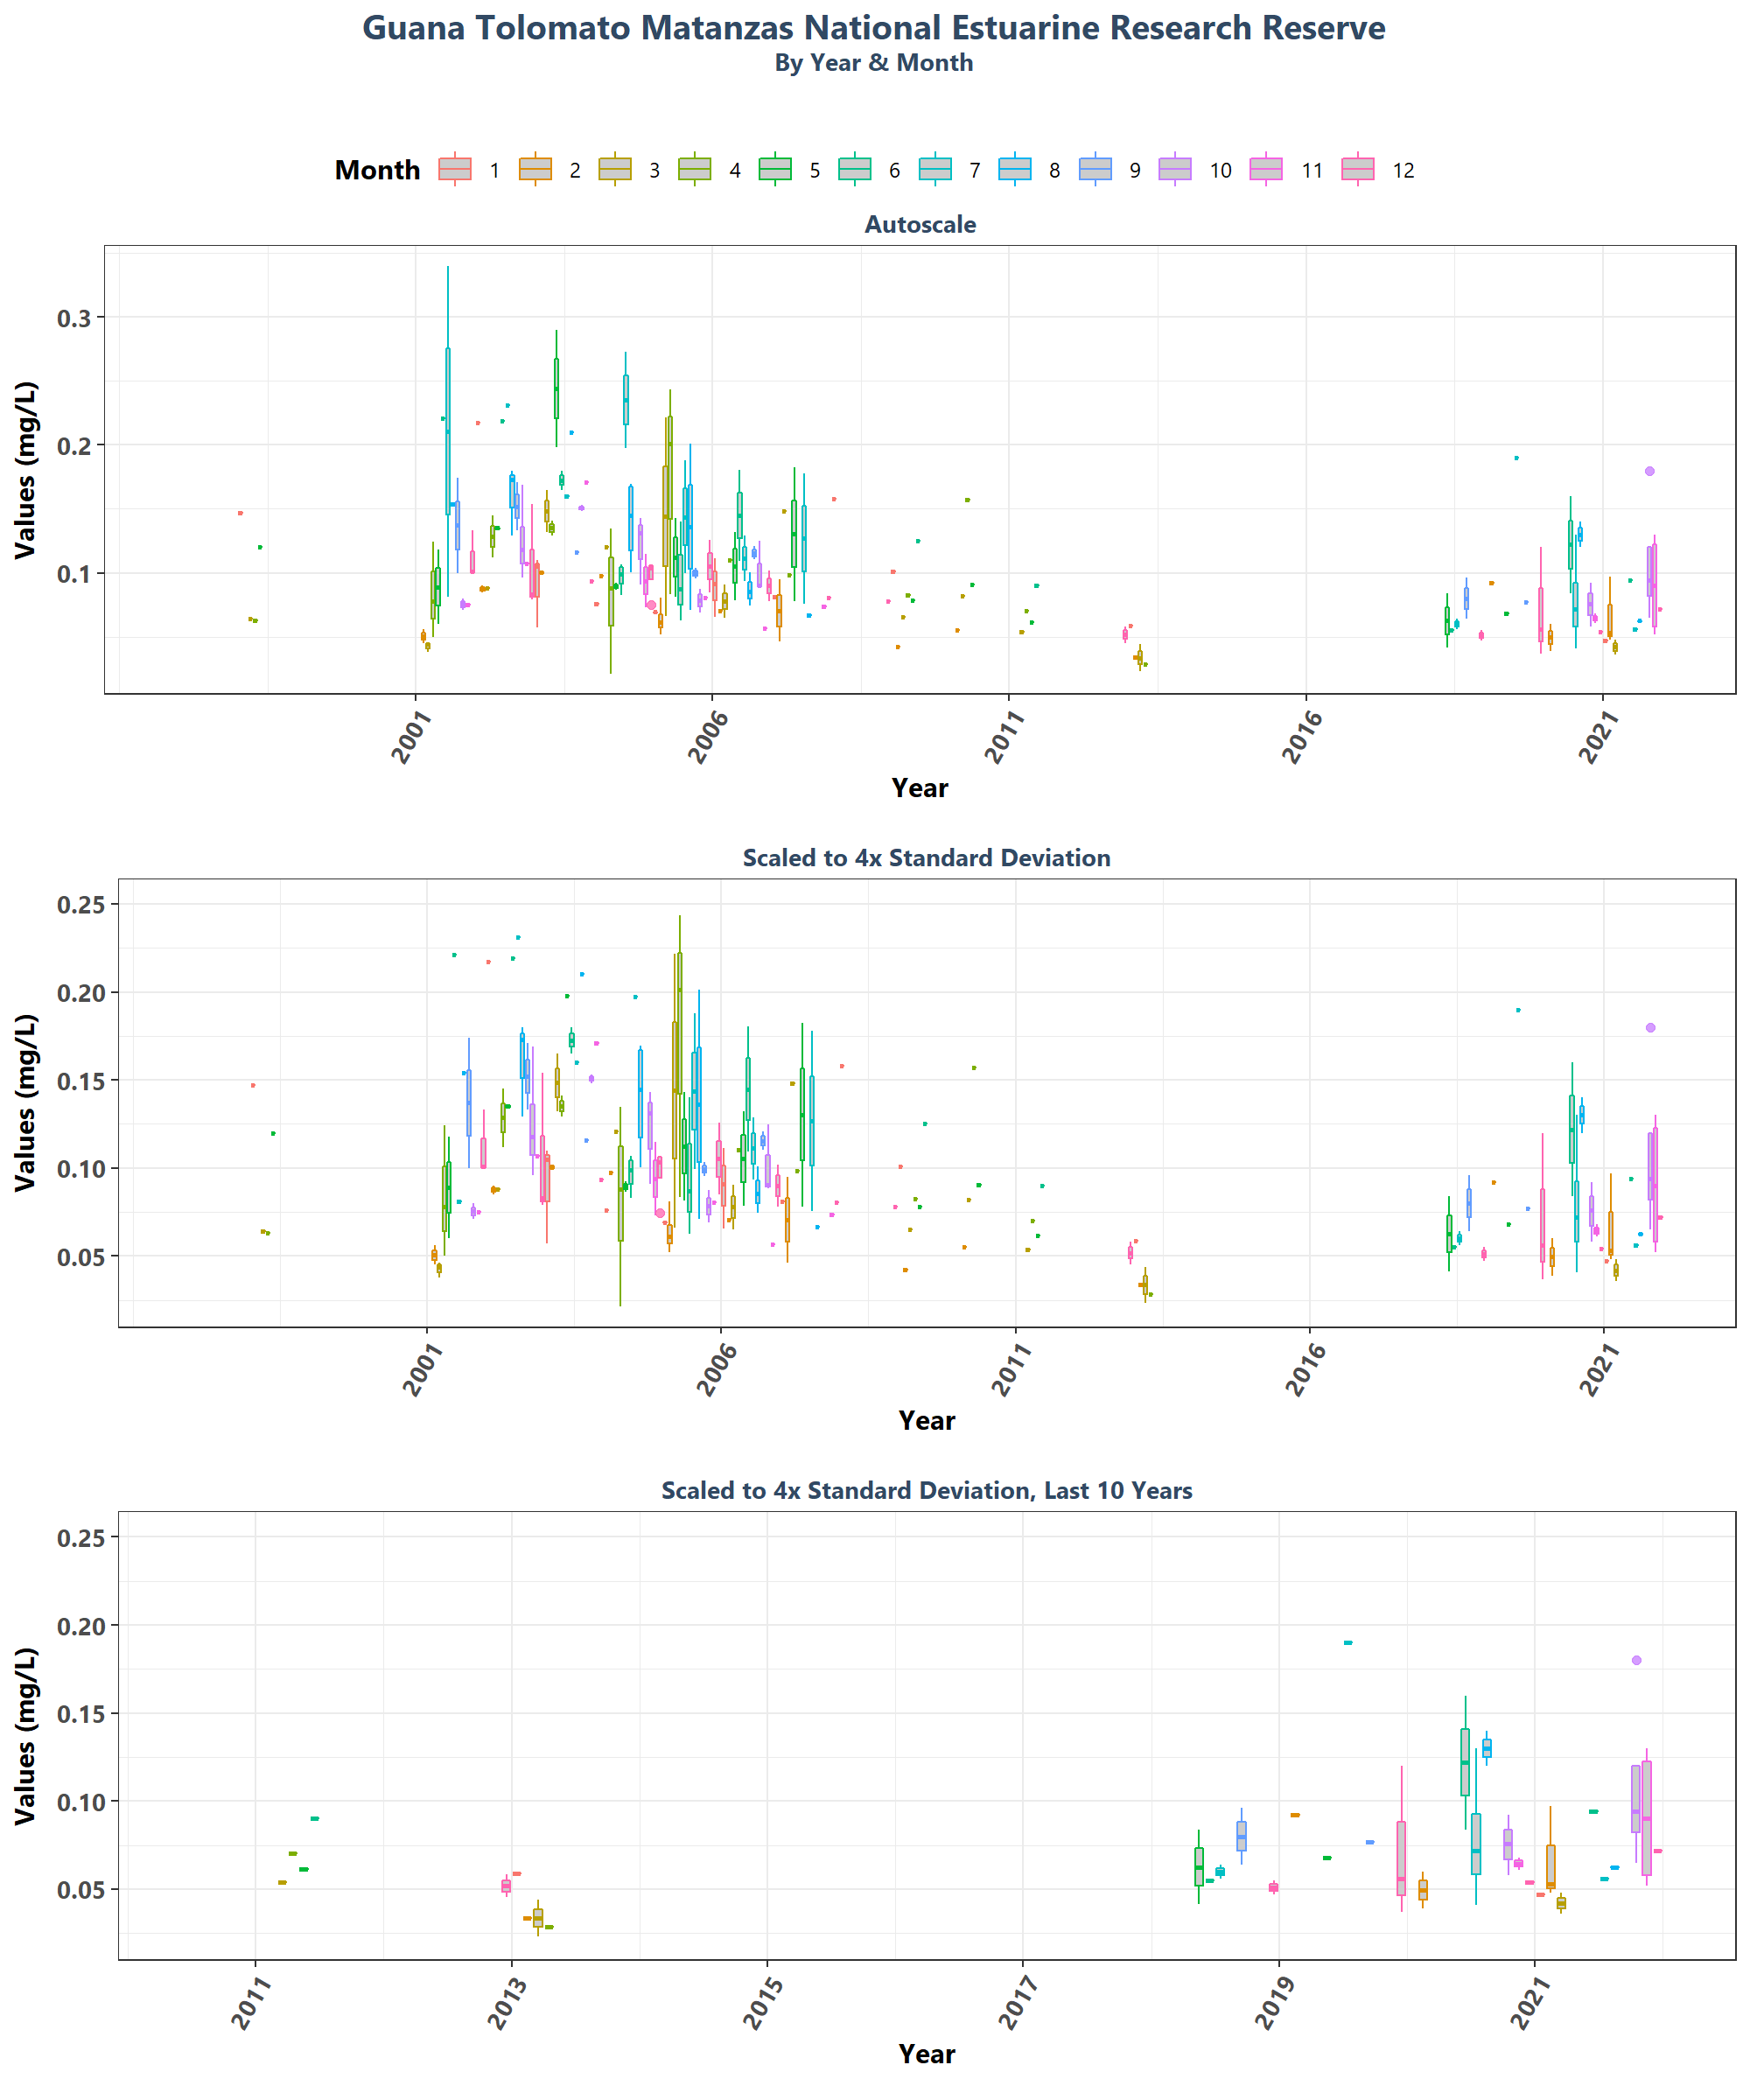 Guana Tolomato Matanzas National Estuarine Research Reserve
By Year & Month
Month 1 2 3 4 5 6 7 8 9 10 11 12
Autoscale
Values (mg/L)
0.3
0.2
0.1
2001 2006 2011 2016 2021
Year
Scaled to 4x Standard Deviation
Values (mg/L)
0.25
0.20
0.15
0.10
0.05
2001 2006 2011 2016 2021
Year
Scaled to 4x Standard Deviation, Last 10 Years
Values (mg/L)
0.25
0.20
0.15
0.10
0.05
2011 2013 2015 2017 2019 2021
Year